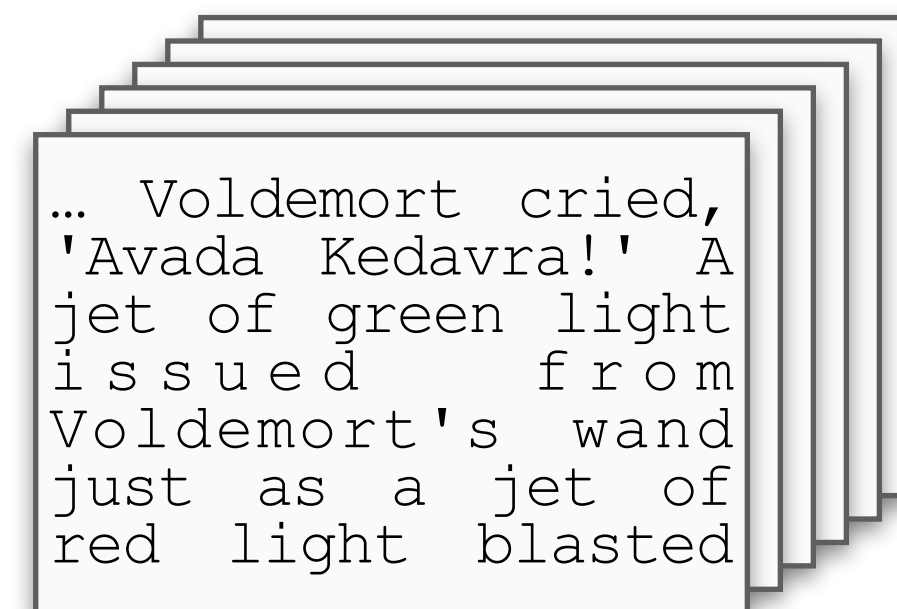 … Voldemort cried,
'Avada Kedavra!' A
jet of green light
issued from
Voldemort's wand
just as a jet of
red light blasted